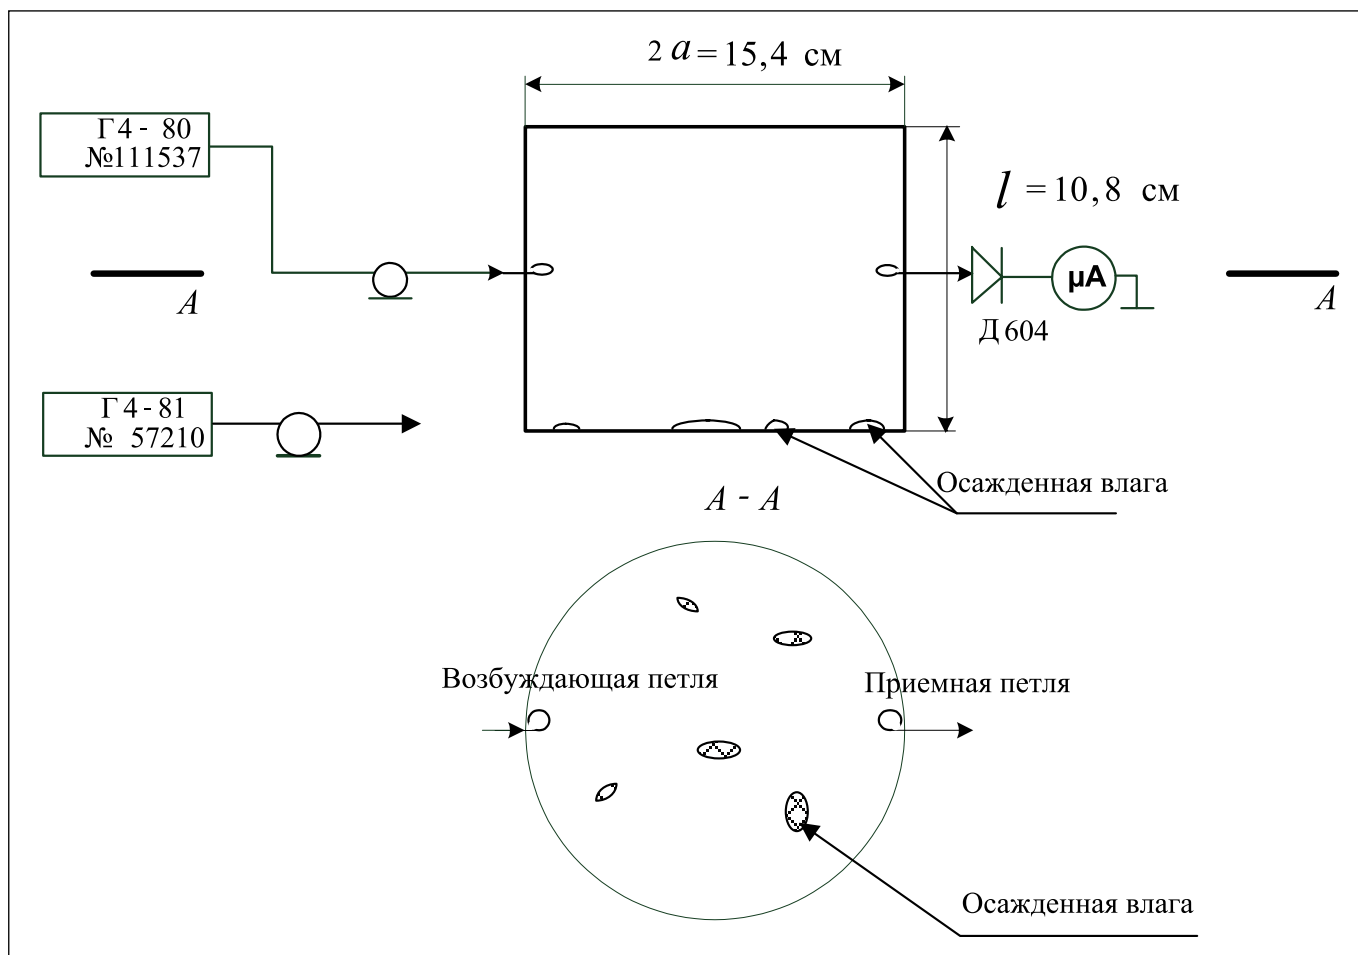 2 a = 15,4 см
Г4 - 80
№111537
l = 10,8 см
A
µA
A
Д 604
Г 4 - 81
№ 57210
Осажденная влага
A - A
Возбуждающая петля
Приемная петля
Осажденная влага